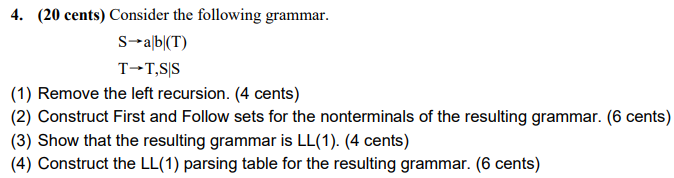 4. (20 cents) Consider the following grammar.
S→a|b|(T)
T→T,S|S
(1) Remove the left recursion. (4 cents)
(2) Construct First and Follow sets for the nonterminals of the resulting grammar. (6 cents)
(3) Show that the resulting grammar is LL(1). (4 cents)
(4) Construct the LL(1) parsing table for the resulting grammar. (6 cents)